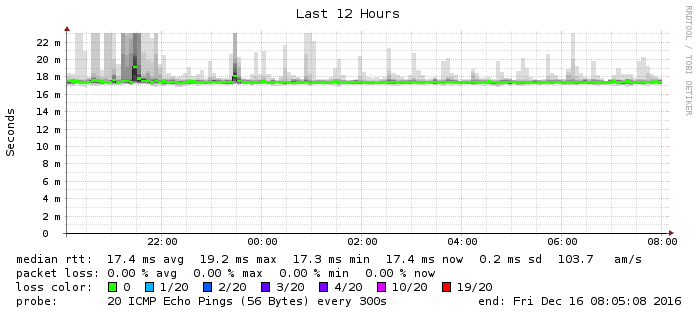 Last 12 Hours
RRDTOOL / TOBI OETIKER
Seconds
22 m
20 m
18 m
16 m
14 m
12 m
10 m
8 m
6 m
4 m
2 m
0
22:00 00:00 02:00 04:00 06:00 08:00
median rtt: 17.4 ms avg 19.2 ms max 17.3 ms min 17.4 ms now 0.2 ms sd 103.7 am/s
packet loss: 0.00 % avg 0.00 % max 0.00 % min 0.00 % now
loss color: 0 1/20 2/20 3/20 4/20 10/20 19/20
probe: 20 ICMP Echo Pings (56 Bytes) every 300s end: Fri Dec 16 08:05:08 2016